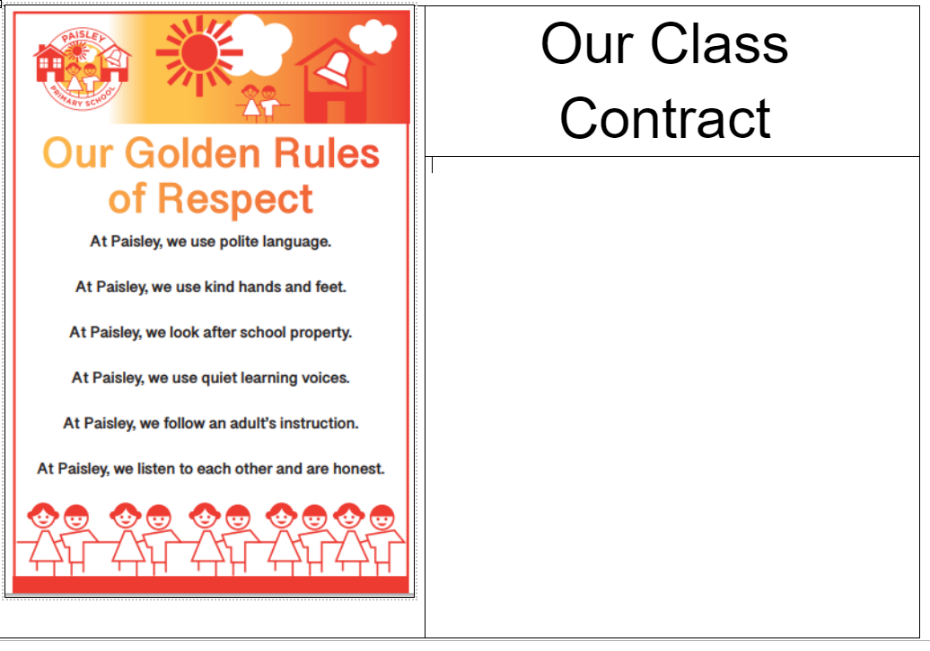 PAISLEY
PRIMARY SCHOOL
Our Golden Rules
of Respect
At Paisley, we use polite language.
At Paisley, we use kind hands and feet.
At Paisley, we look after school property.
At Paisley, we use quiet learning voices.
At Paisley, we follow an adult's instruction.
At Paisley, we listen to each other and are honest.
Our Class
Contract